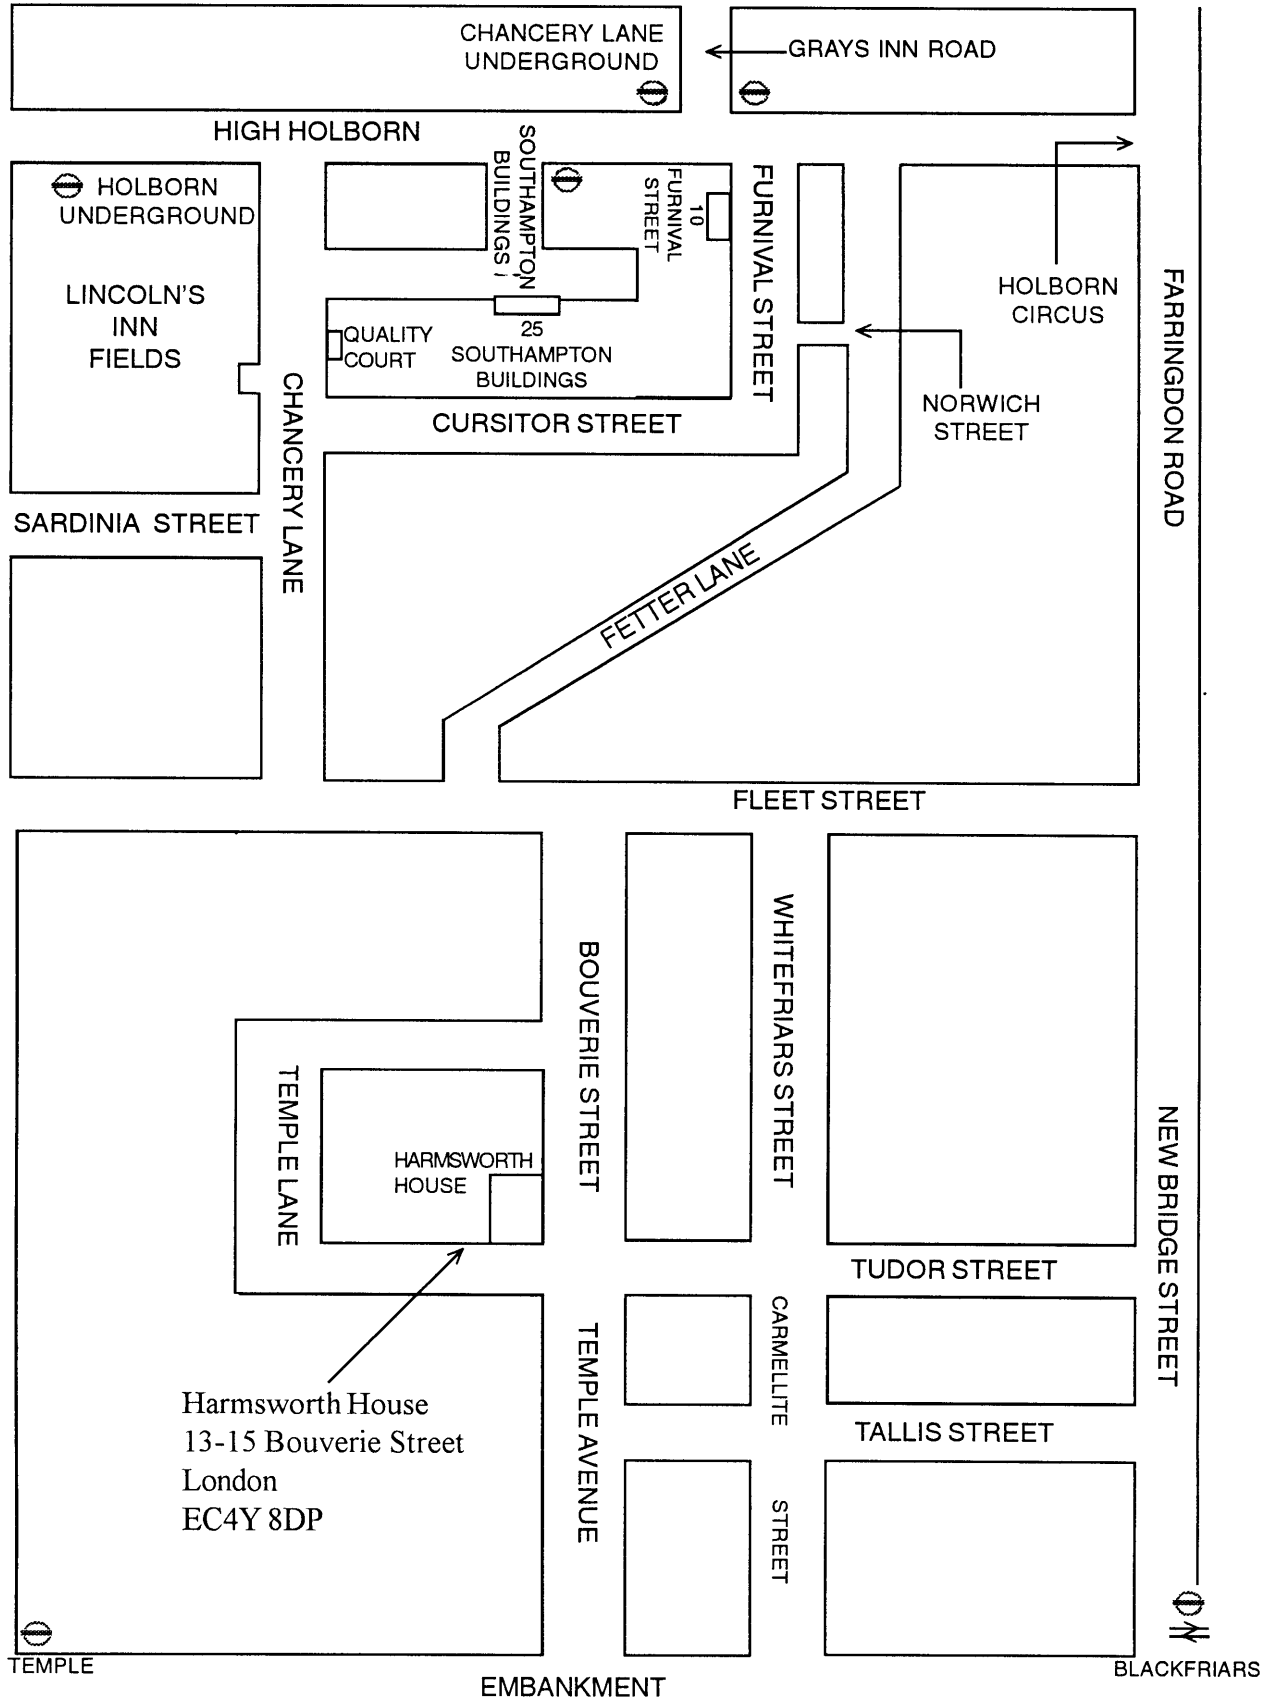 CHANCERY LANE
UNDERGROUND
GRAYS INN ROAD
HIGH HOLBORN
HOLBORN
UNDERGROUND
LINCOLN'S
INN
FIELDS
SOUTHAMPTON
BUILDINGS
FURNIVAL
STREET
10
FURNIVAL STREET
HOLBORN
CIRCUS
FARRINGDON ROAD
QUALITY
COURT
25
SOUTHAMPTON
BUILDINGS
NORWICH
STREET
CURSITOR STREET
CHANCERY LANE
SARDINIA STREET
FETTER LANE
FLEET STREET
BOUVERIE STREET
WHITEFRIARS STREET
TEMPLE LANE
HARMSWORTH
HOUSE
NEW BRIDGE STREET
TUDOR STREET
Harmsworth House
13-15 Bouverie Street
London
EC4Y 8DP
TEMPLE AVENUE
CARMELLITE
STREET
TALLIS STREET
TEMPLE
BLACKFRIARS
EMBANKMENT